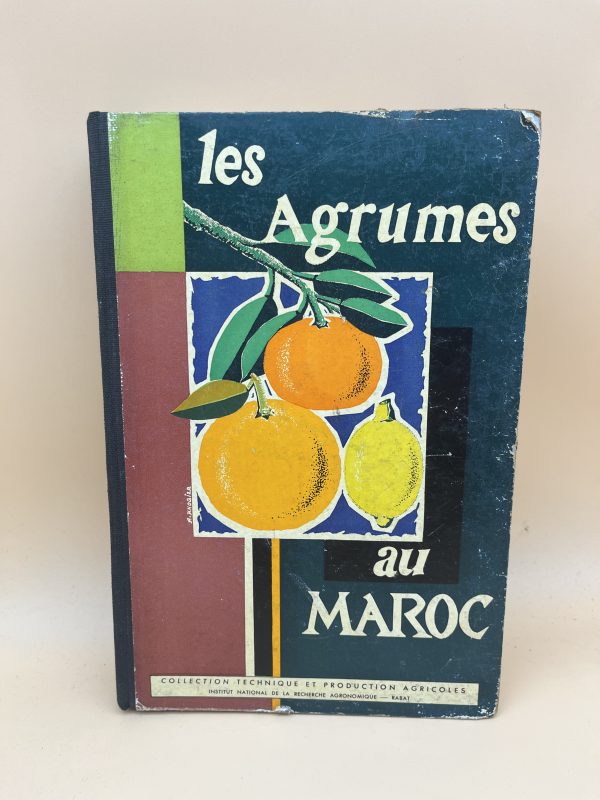 les
Agrumes
au
MAROC
COLLECTION TECHNIQUE ET PRODUCTION AGRICOLES
INSTITUT NATIONAL DE LA RECHERCHE AGRONOMIQUE — RABAT